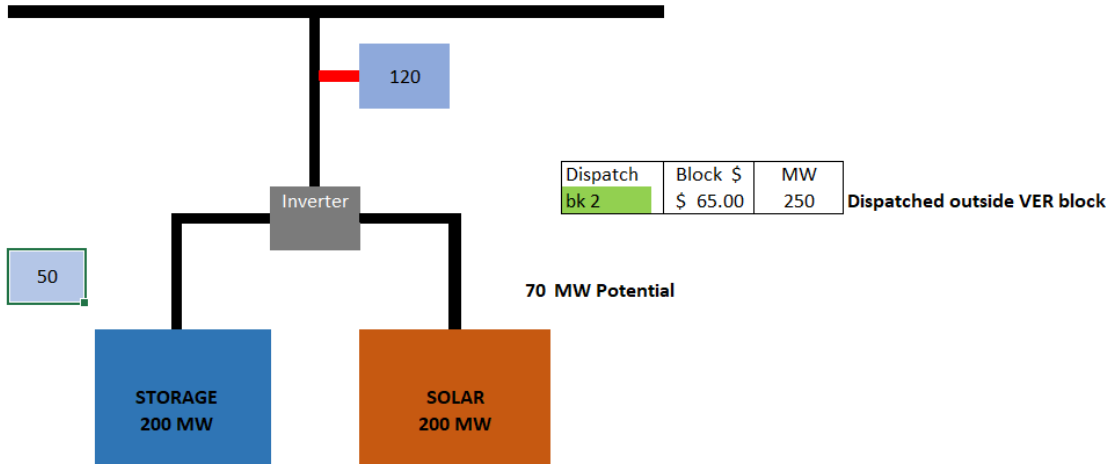 120
Inverter
Dispatch Block $ MW
bk 2 $ 65.00 250 Dispatched outside VER block
50
70 MW Potential
STORAGE
200 MW
SOLAR
200 MW